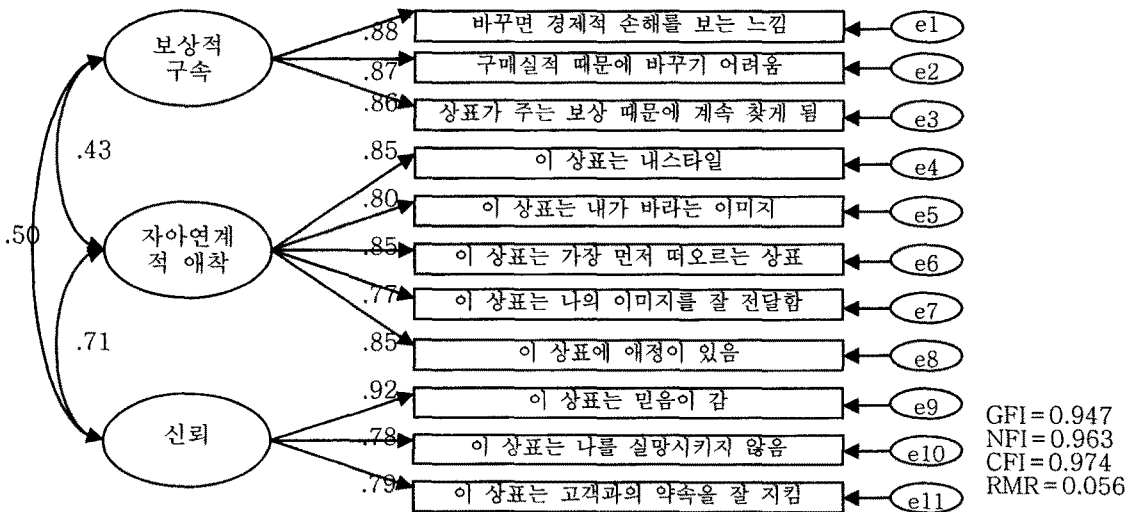 보상적
구속
자아연계
적 애착
신뢰
.43
.50
.71
.88
바꾸면 경제적 손해를 보는 느낌
e1
.87
구매실적 때문에 바꾸기 어려움
e2
.86
상표가 주는 보상 때문에 계속 찾게 됨
e3
.85
이 상표는 내스타일
e4
.80
이 상표는 내가 바라는 이미지
e5
.85
이 상표는 가장 먼저 떠오르는 상표
e6
.77
이 상표는 나의 이미지를 잘 전달함
e7
.85
이 상표에 애정이 있음
e8
.92
이 상표는 믿음이 감
e9
.78
이 상표는 나를 실망시키지 않음
e10
.79
이 상표는 고객과의 약속을 잘 지킴
e11
GFI=0.947
NFI=0.963
CFI=0.974
RMR=0.056